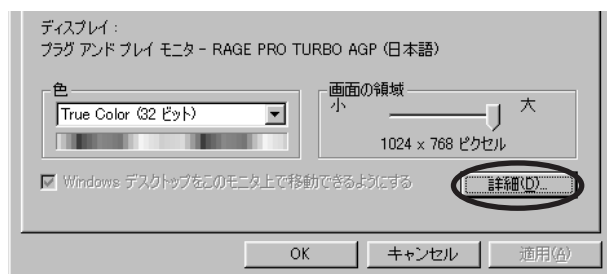 ディスプレイ：
プラグ アンド プレイ モニタ - RAGE PRO TURBO AGP (日本語)
色
True Color (32 ビット)
画面の領域
小 大
1024 x 768 ピクセル
Windows デスクトップをこのモニタ上で移動できるようにする
詳細(D)...
OK キャンセル 適用(A)